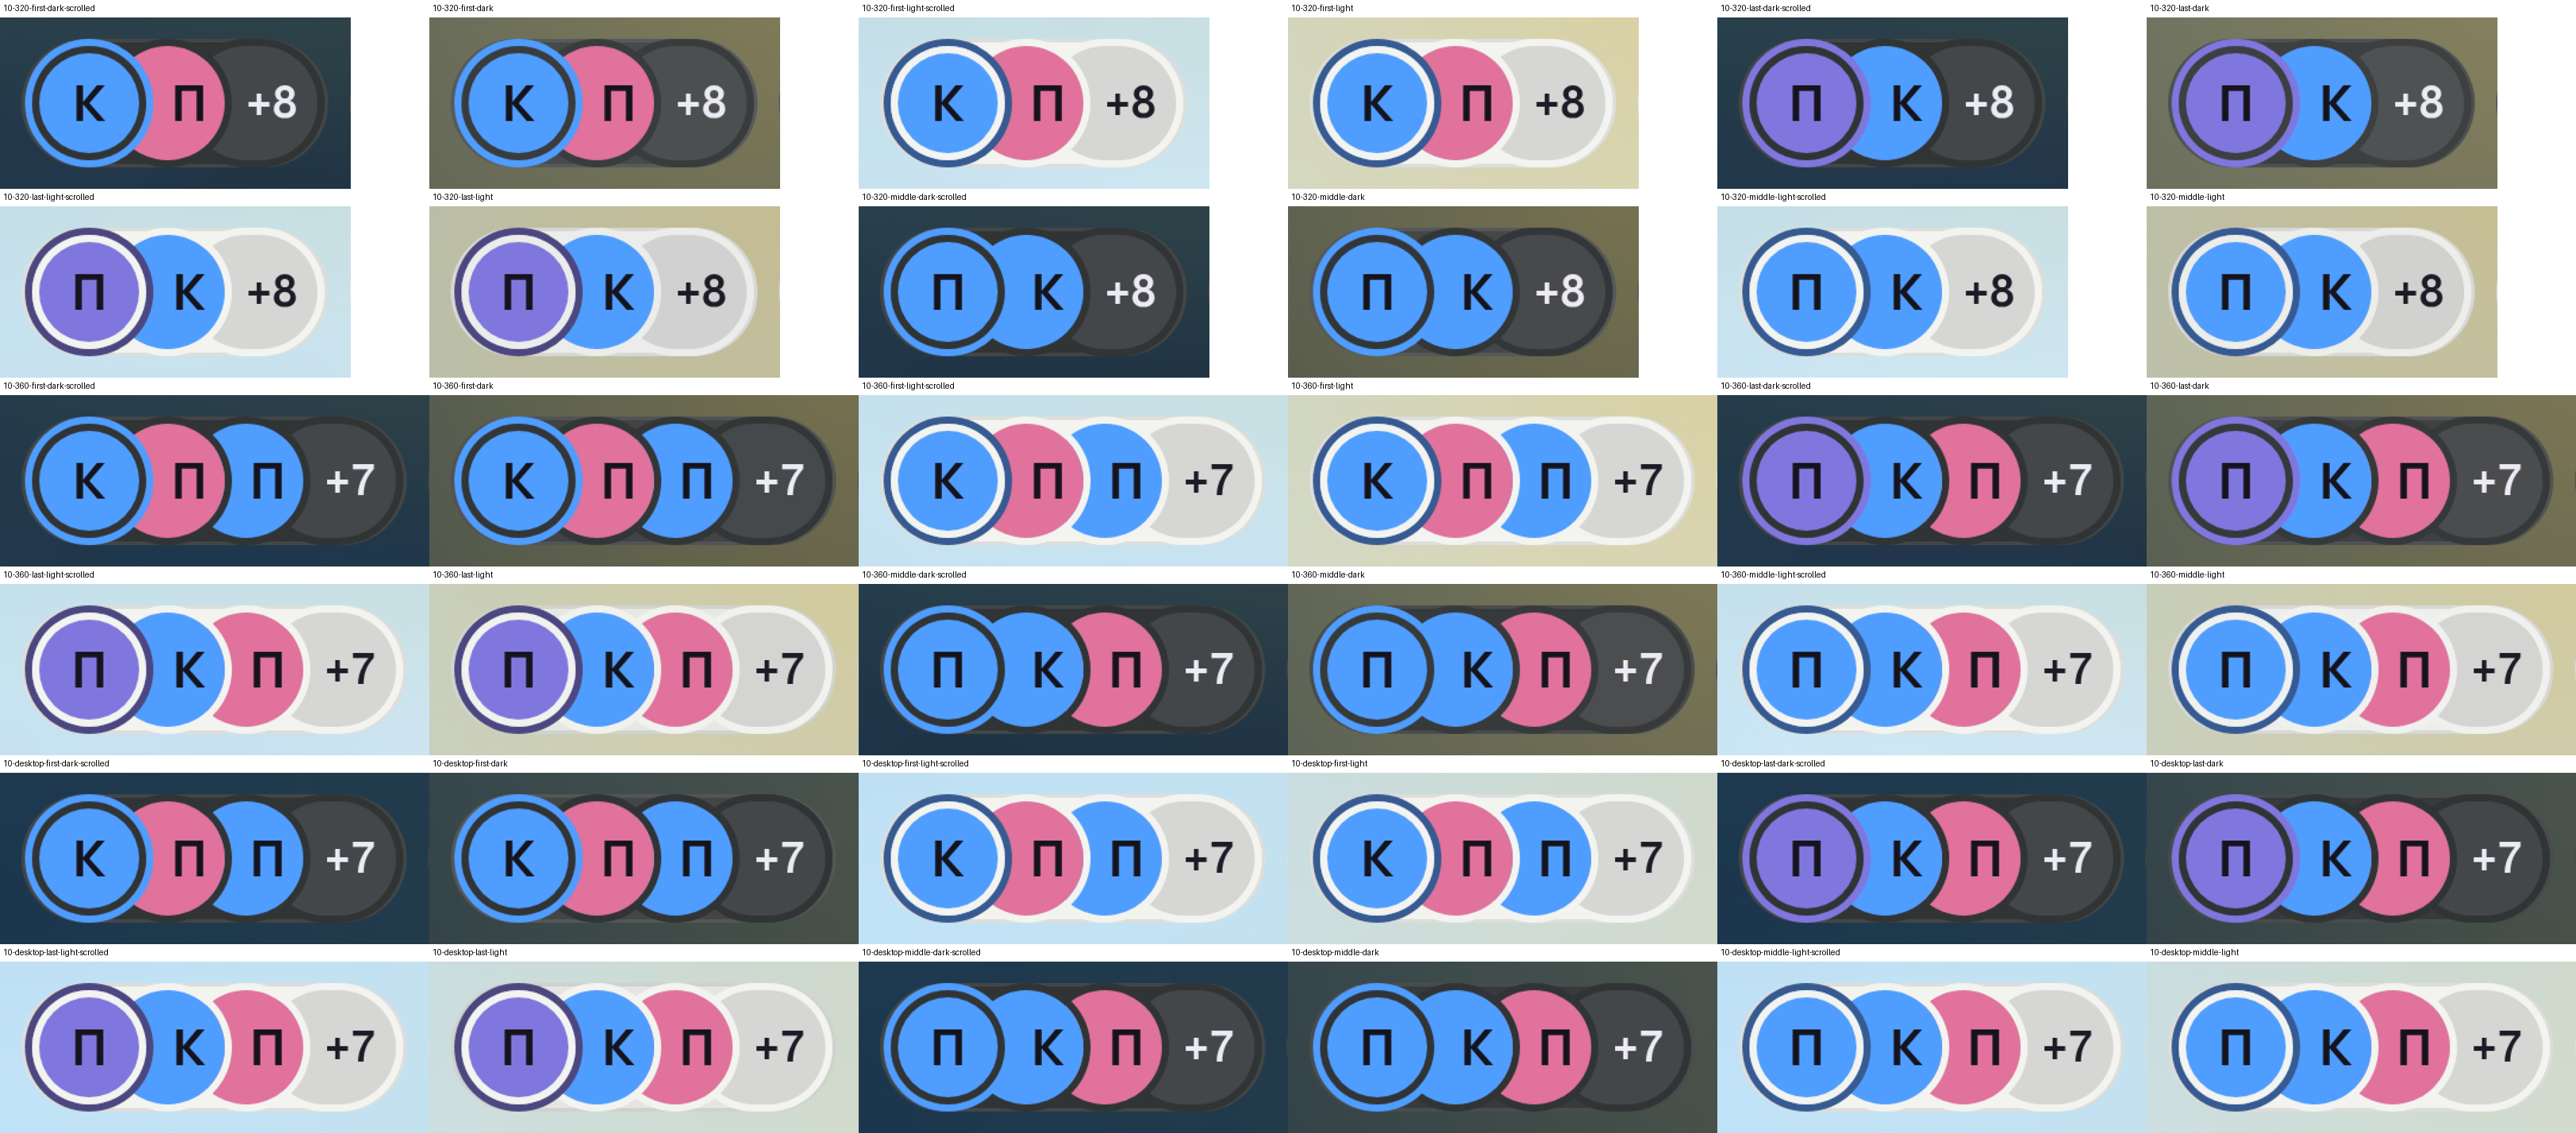 10-320-first-dark-scrolled 10-320-first-dark 10-320-first-light-scrolled 10-320-first-light 10-320-last-dark-scrolled 10-320-last-dark
К П +8 К П +8 К П +8 К П +8 П К +8 П К +8
10-320-last-light-scrolled 10-320-last-light 10-320-middle-dark-scrolled 10-320-middle-dark 10-320-middle-light-scrolled 10-320-middle-light
П К +8 П К +8 П К +8 П К +8 П К +8 П К +8
10-360-first-dark-scrolled 10-360-first-dark 10-360-first-light-scrolled 10-360-first-light 10-360-last-dark-scrolled 10-360-last-dark
К П П +7 К П П +7 К П П +7 К П П +7 П К П +7 П К П +7
10-360-last-light-scrolled 10-360-last-light 10-360-middle-dark-scrolled 10-360-middle-dark 10-360-middle-light-scrolled 10-360-middle-light
П К П +7 П К П +7 П К П +7 П К П +7 П К П +7 П К П +7
10-desktop-first-dark-scrolled 10-desktop-first-dark 10-desktop-first-light-scrolled 10-desktop-first-light 10-desktop-last-dark-scrolled 10-desktop-last-dark
К П П +7 К П П +7 К П П +7 К П П +7 П К П +7 П К П +7
10-desktop-last-light-scrolled 10-desktop-last-light 10-desktop-middle-dark-scrolled 10-desktop-middle-dark 10-desktop-middle-light-scrolled 10-desktop-middle-light
П К П +7 П К П +7 П К П +7 П К П +7 П К П +7 П К П +7